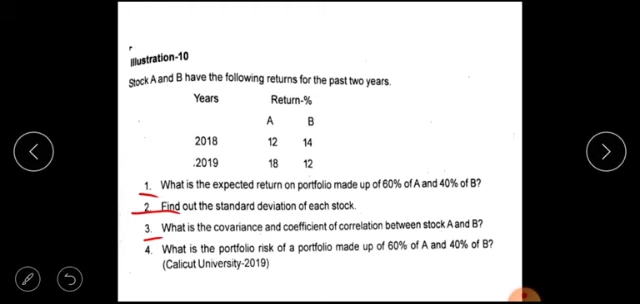 Illustration-10
Stock A and B have the following returns for the past two years.
Years Return-%
A B
2018 12 14
.2019 18 12
1. What is the expected return on portfolio made up of 60% of A and 40% of B?
2. Find out the standard deviation of each stock.
3. What is the covariance and coefficient of correlation between stock A and B?
4. What is the portfolio risk of a portfolio made up of 60% of A and 40% of B?
(Calicut University-2019)